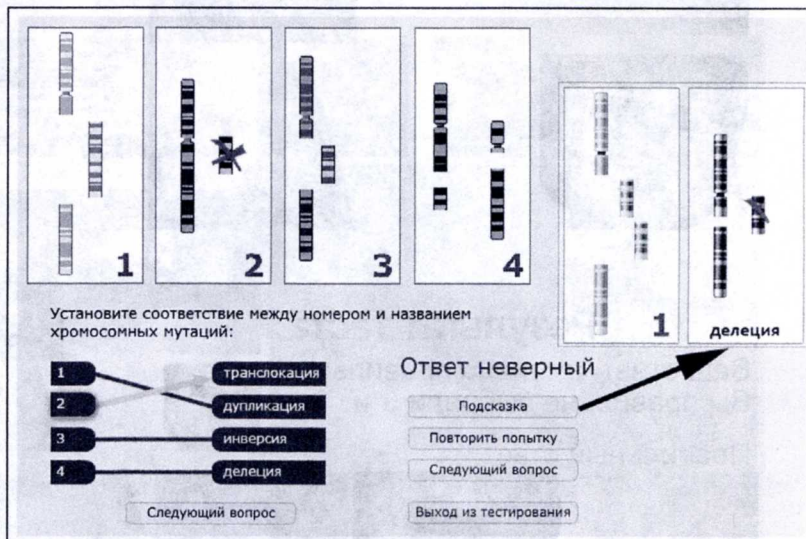 1
2
3
4
1
делеция
Установите соответствие между номером и названием
хромосомных мутаций:
1
транслокация
2
дупликация
3
инверсия
4
делеция
Следующий вопрос
Ответ неверный
Подсказка
Повторить попытку
Следующий вопрос
Выход из тестирования